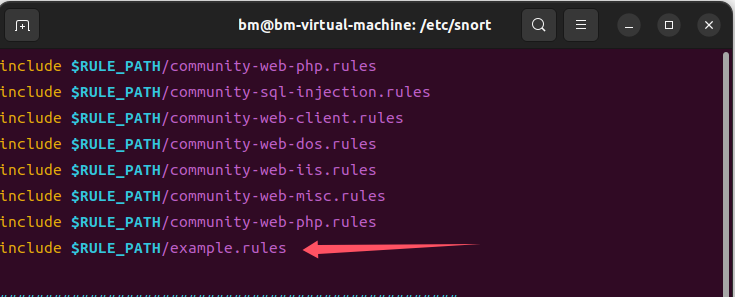 bm@bm-virtual-machine: /etc/snort
include $RULE_PATH/community-web-php.rules
include $RULE_PATH/community-sql-injection.rules
include $RULE_PATH/community-web-client.rules
include $RULE_PATH/community-web-dos.rules
include $RULE_PATH/community-web-iis.rules
include $RULE_PATH/community-web-misc.rules
include $RULE_PATH/community-web-php.rules
include $RULE_PATH/example.rules